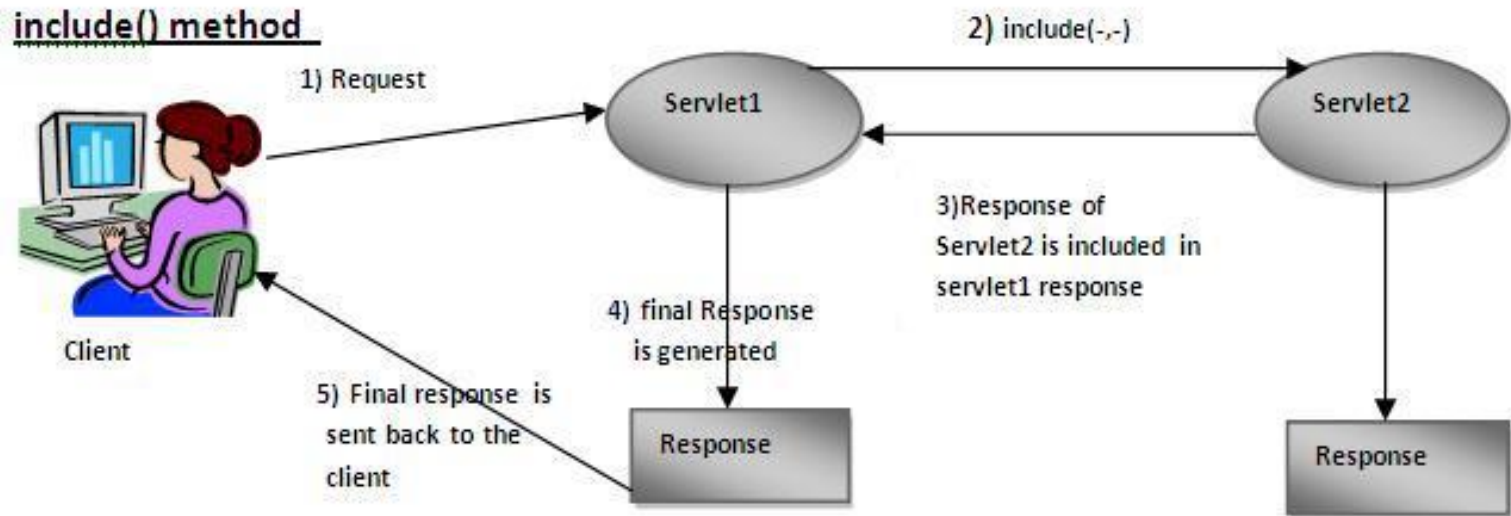 include() method
2) include(-,-)
1) Request
Servlet1
Servlet2
3)Response of
Servlet2 is included in
servlet1 response
4) final Response
is generated
Client
5) Final response is
sent back to the
client
Response
Response